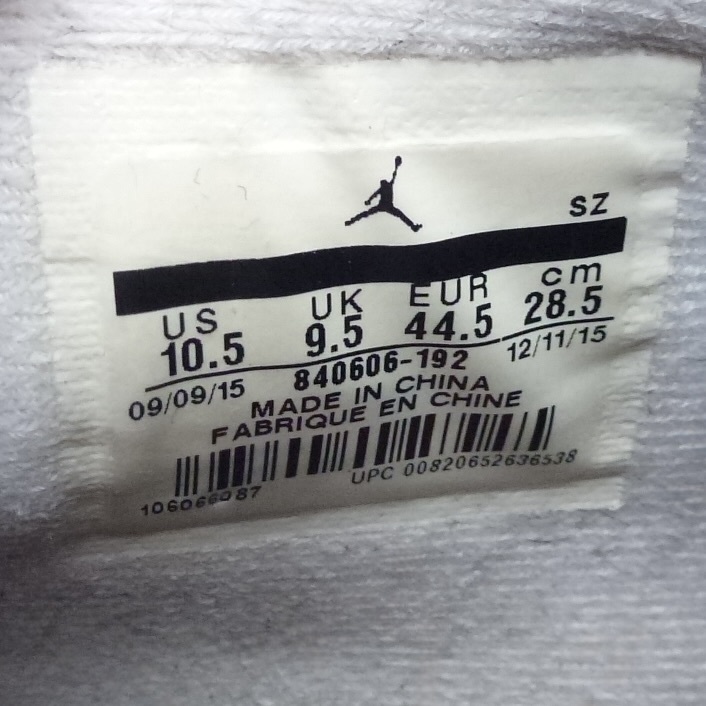 SZ
US UK EUR cm
10.5 9.5 44.5 28.5
09/09/15 840606-192 12/11/15
MADE IN CHINA
FABRIQUE EN CHINE
UPC 00820652636538